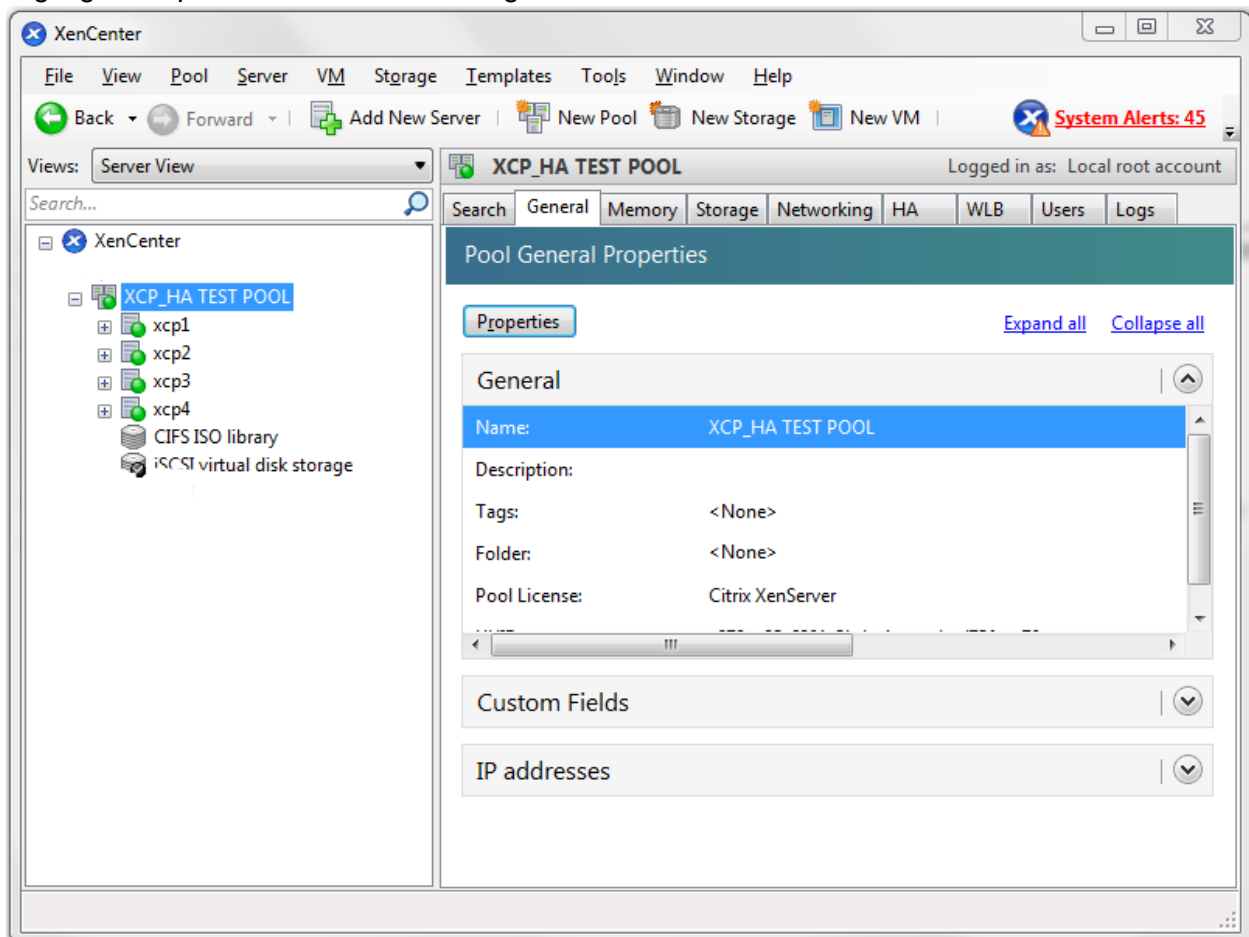 XenCenter
File View Pool Server VM Storage Templates Tools Window Help
Back Forward Add New Server New Pool New Storage New VM System Alerts: 45
Views: Server View
XCP_HA TEST POOL Logged in as: Local root account
Search...
Search General Memory Storage Networking HA WLB Users Logs
XenCenter
Pool General Properties
XCP_HA TEST POOL
xcp1
xcp2
xcp3
xcp4
CIFS ISO library
iSCSI virtual disk storage
Properties Expand all Collapse all
General
Name: XCP_HA TEST POOL
Description:
Tags: <None>
Folder: <None>
Pool License: Citrix XenServer
Custom Fields
IP addresses